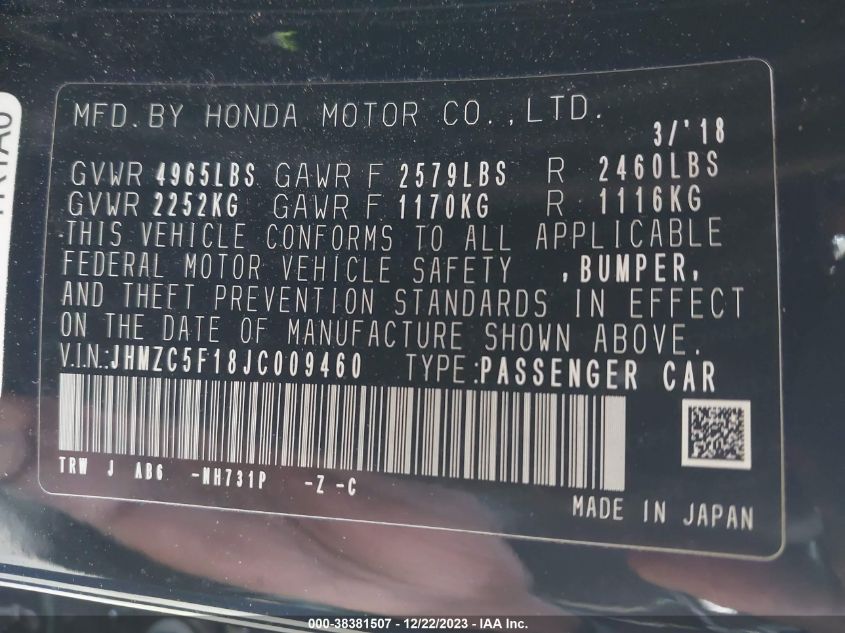 MFD. BY HONDA MOTOR CO., LTD.
3/'18
GVWR 4965LBS GAWR F 2579LBS R 2460LBS
GVWR 2252KG GAWR F 1170KG R 1116KG
THIS VEHICLE CONFORMS TO ALL APPLICABLE
FEDERAL MOTOR VEHICLE SAFETY , BUMPER,
AND THEFT PREVENTION STANDARDS IN EFFECT
ON THE DATE OF MANUFACTURE SHOWN ABOVE.
V.I.N.:JHMZC5F18JC009460 TYPE:PASSENGER CAR
TRW J AB6 -NH731P -Z -C
MADE IN JAPAN
000-38381507 - 12/22/2023 - IAA Inc.